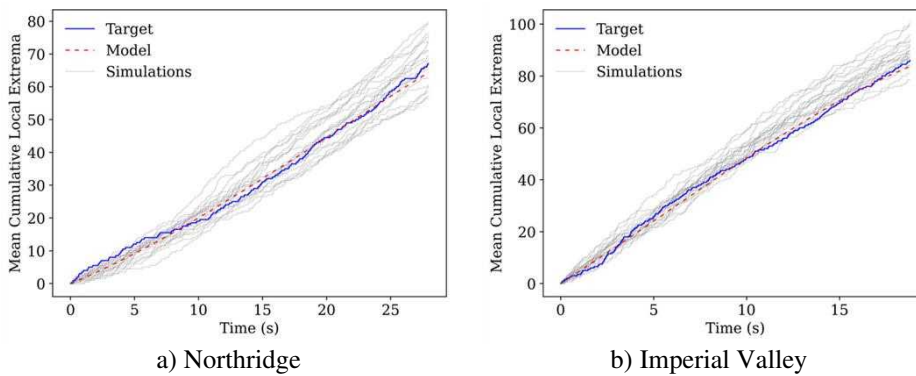 80
70
60
50
40
30
20
10
0
Mean Cumulative Local Extrema
Target
Model
Simulations
0 5 10 15 20 25
Time (s)
a) Northridge
100
80
60
40
20
0
Mean Cumulative Local Extrema
Target
Model
Simulations
0 5 10 15
Time (s)
b) Imperial Valley